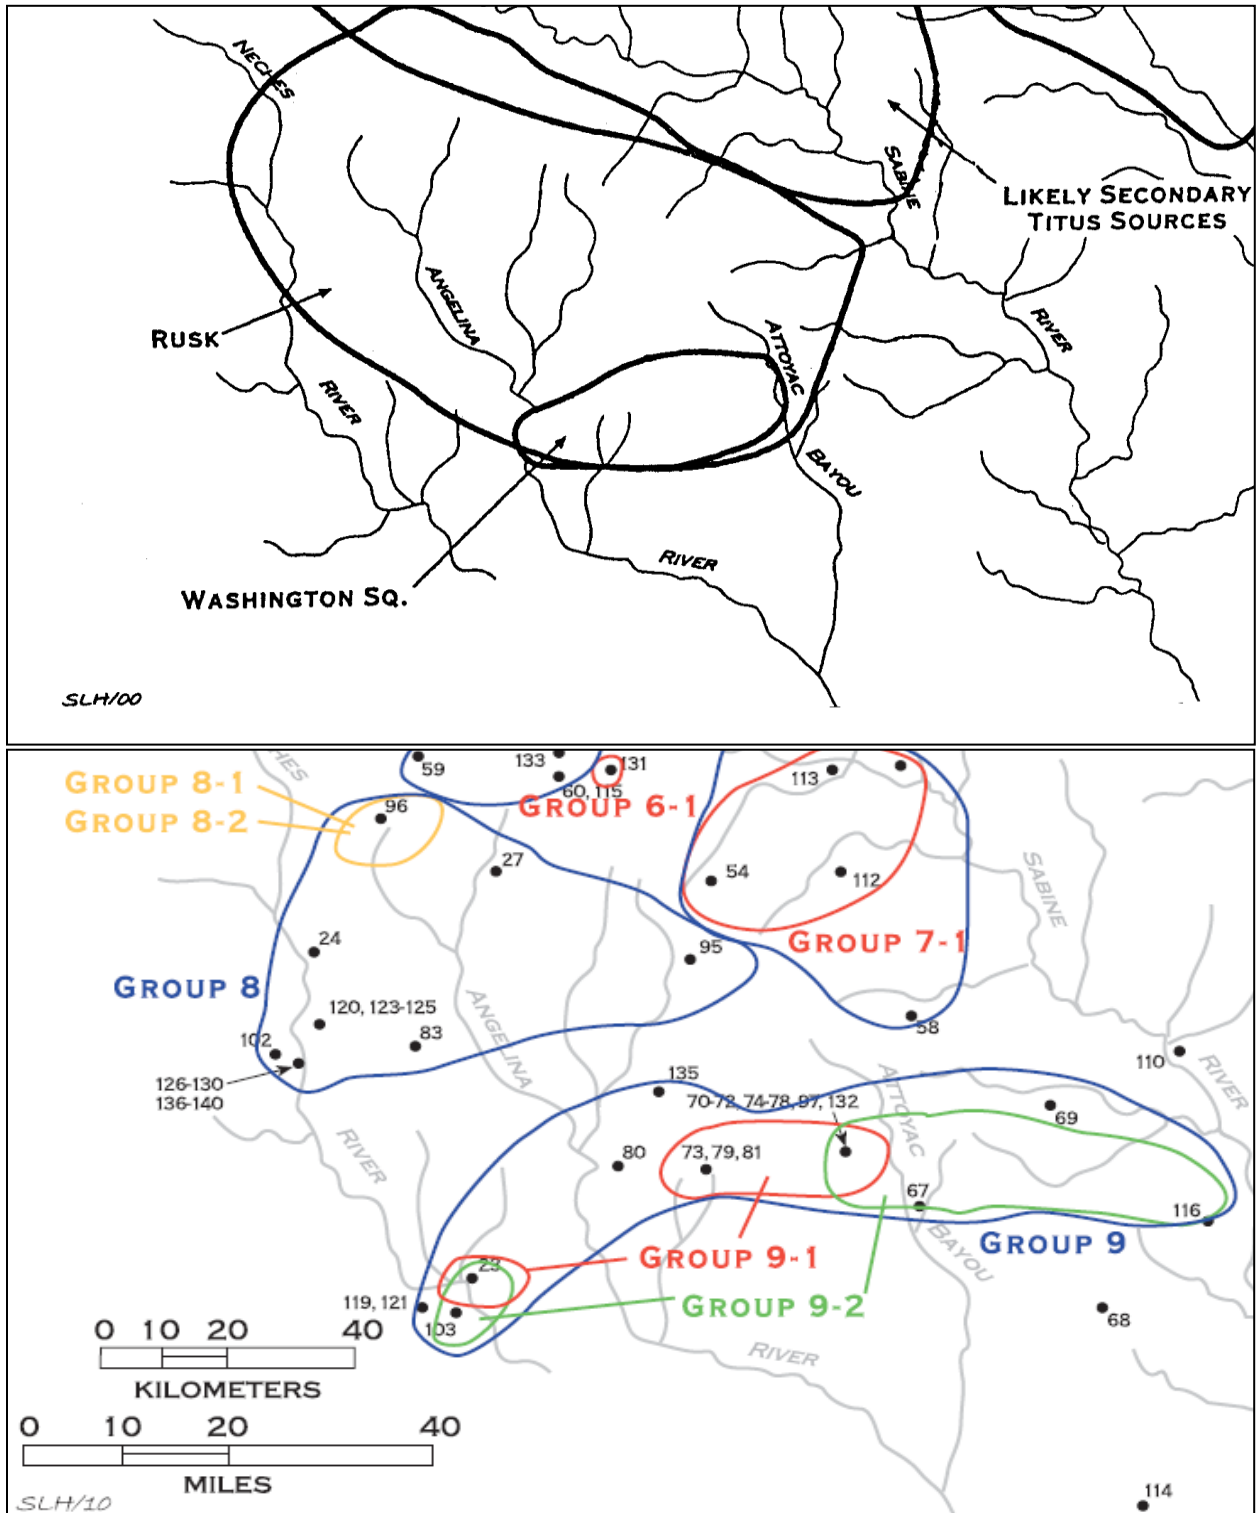 NECHES
SABINE
LIKELY SECONDARY
TITUS SOURCES
ANGELINA
RUSK
ATTOYAC
RIVER
RIVER
BAYOU
RIVER
WASHINGTON SQ.
SLH/00
HES
59
133
60, 115
131
113
GROUP 8-1
GROUP 8-2
GROUP 6-1
96
27
54
112
SABINE
24
95
GROUP 7-1
GROUP 8
120, 123-125
ANGELINA
58
102
83
110
126-130
136-140
135
70-72, 74-78, 97, 132
ATTOYAC
69
RIVER
RIVER
80
73, 79, 81
67
116
GROUP 9-1
BAYOU
GROUP 9
23
119, 121
103
GROUP 9-2
68
0 10 20 40
KILOMETERS
RIVER
0 10 20 40
MILES
SLH/10
114